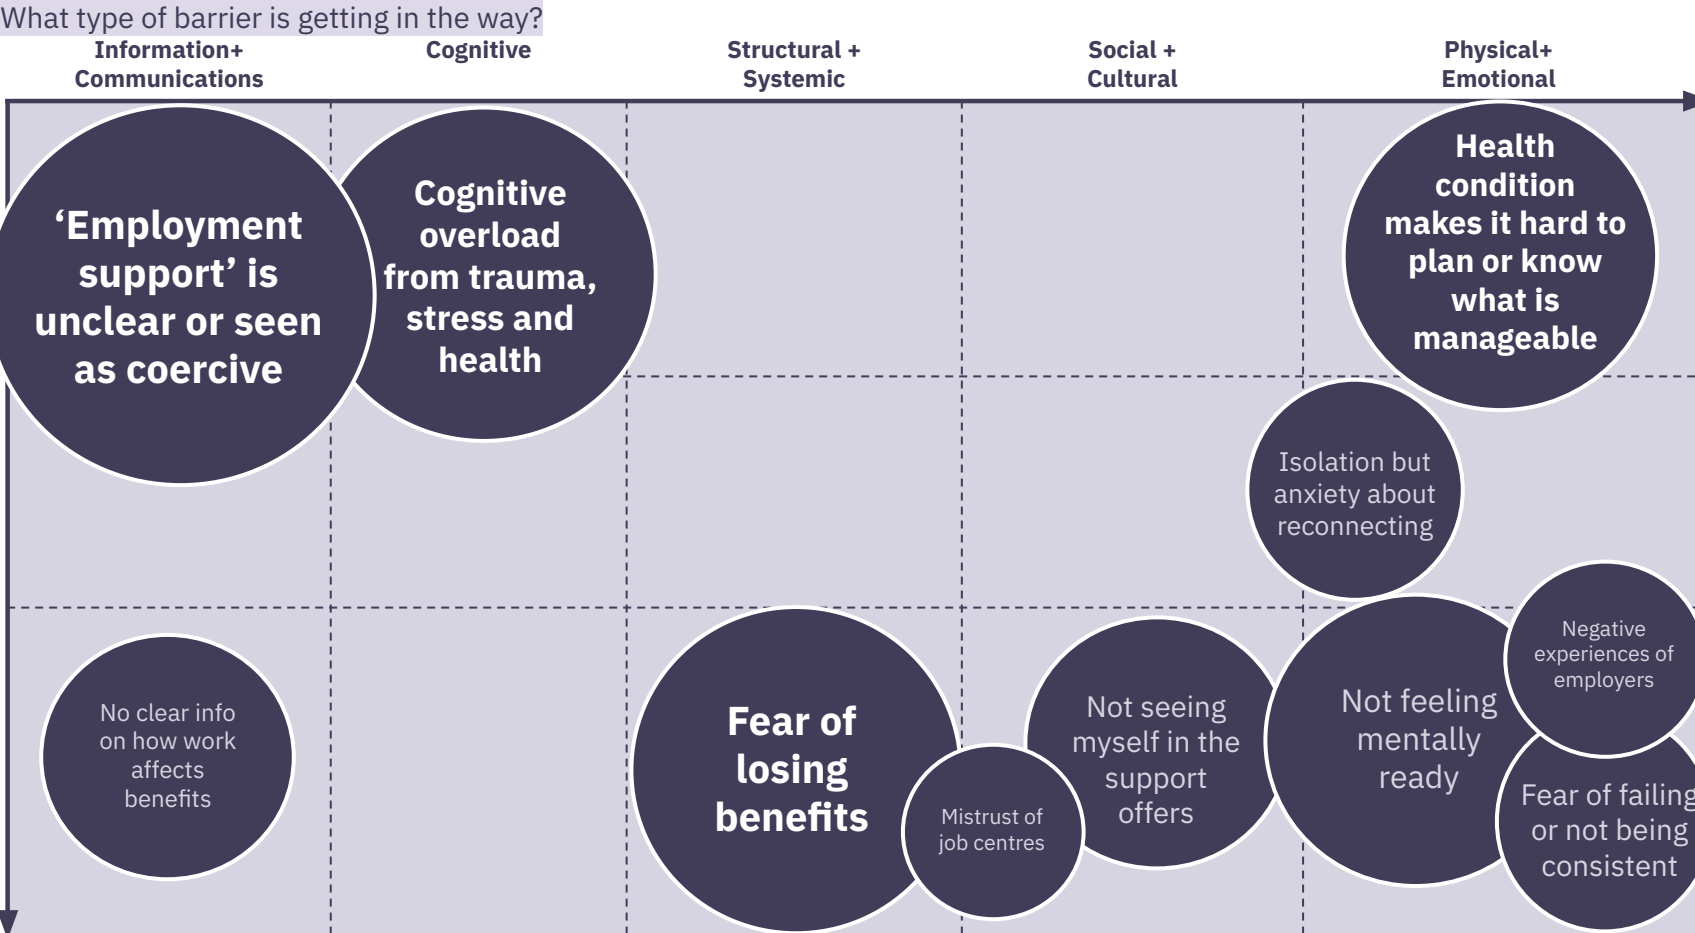 What type of barrier is getting in the way?
Information+
Communications
Cognitive
Structural +
Systemic
Social +
Cultural
Physical+
Emotional
‘Employment
support’ is
unclear or seen
as coercive
Cognitive
overload
from trauma,
stress and
health
Health
condition
makes it hard to
plan or know
what is
manageable
Isolation but
anxiety about
reconnecting
No clear info
on how work
affects
benefits
Fear of
losing
benefits
Mistrust of
job centres
Not seeing
myself in the
support
offers
Not feeling
mentally
ready
Negative
experiences of
employers
Fear of failing
or not being
consistent